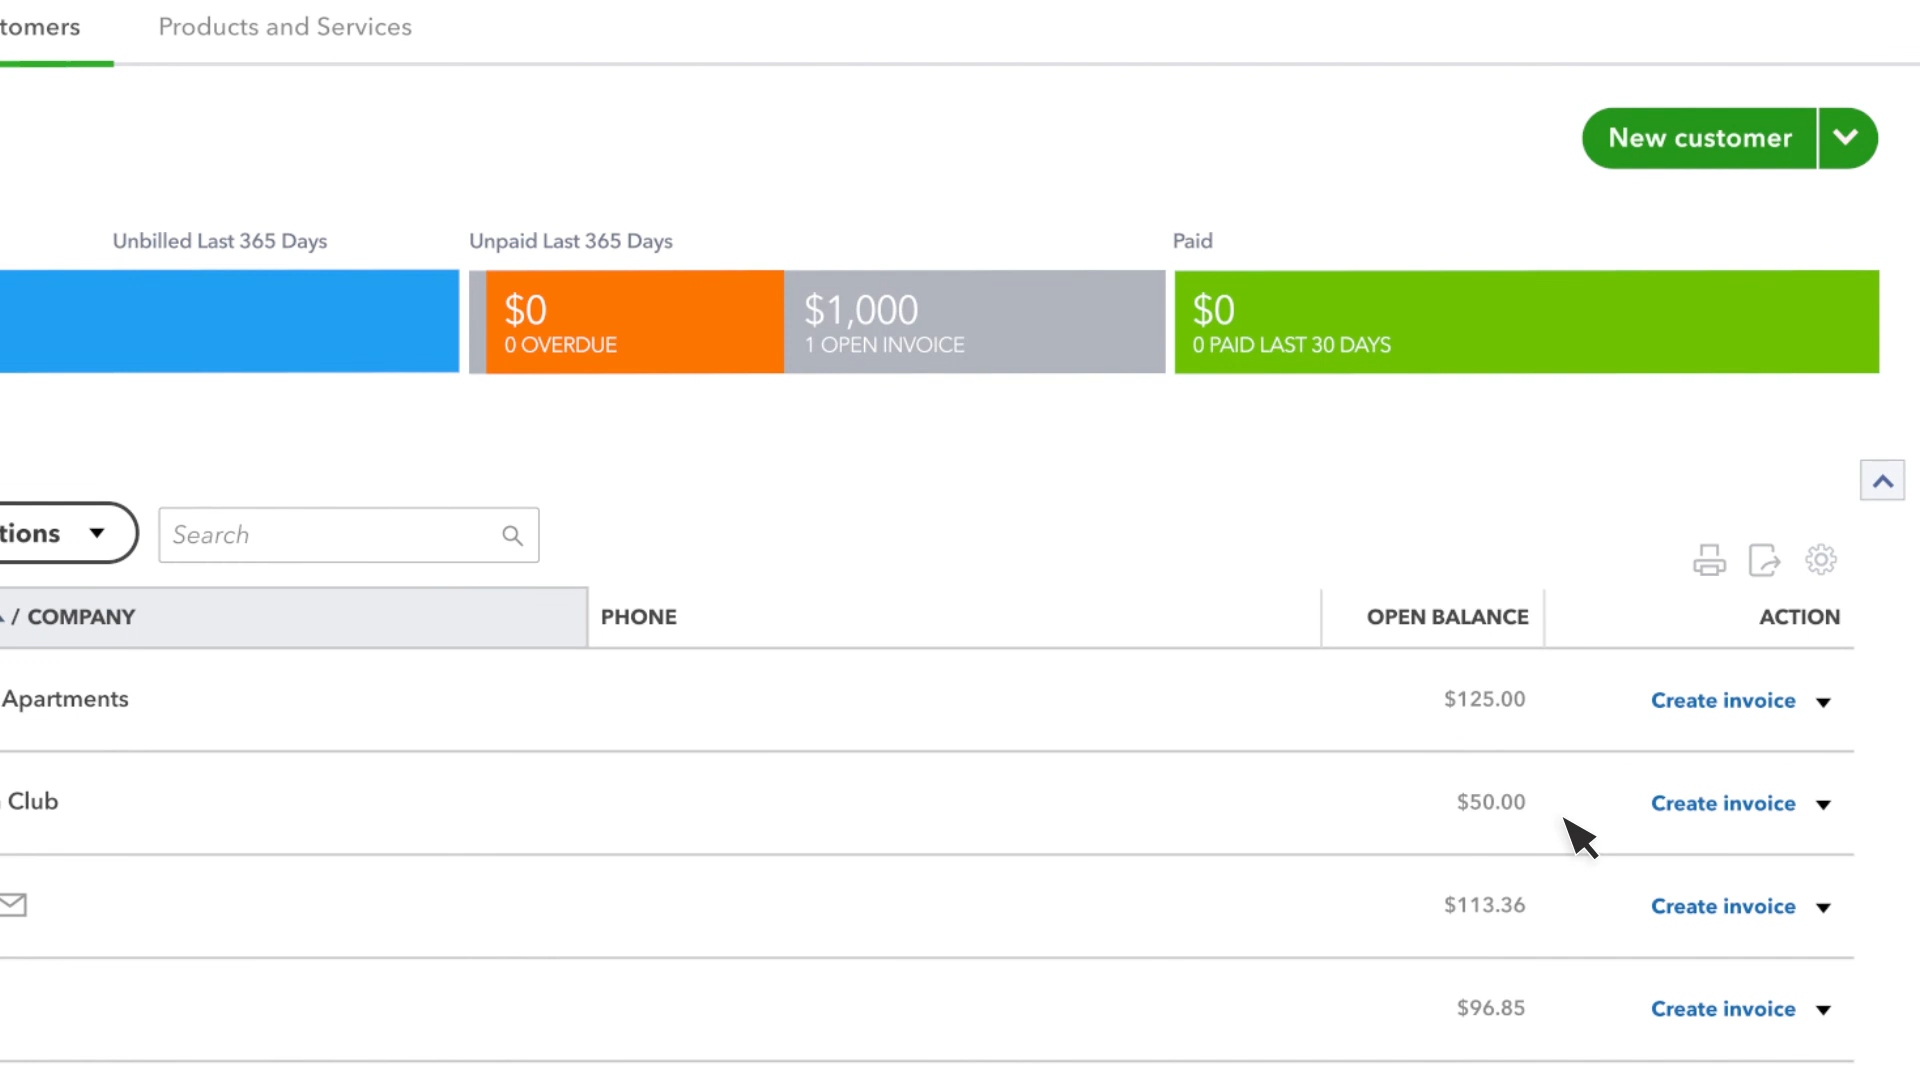 tomers Products and Services
New customer
Unbilled Last 365 Days Unpaid Last 365 Days Paid
$0 $1,000 $0
0 OVERDUE 1 OPEN INVOICE 0 PAID LAST 30 DAYS
tions Search
/ COMPANY PHONE OPEN BALANCE ACTION
Apartments $125.00 Create invoice
Club $50.00 Create invoice
$113.36 Create invoice
$96.85 Create invoice